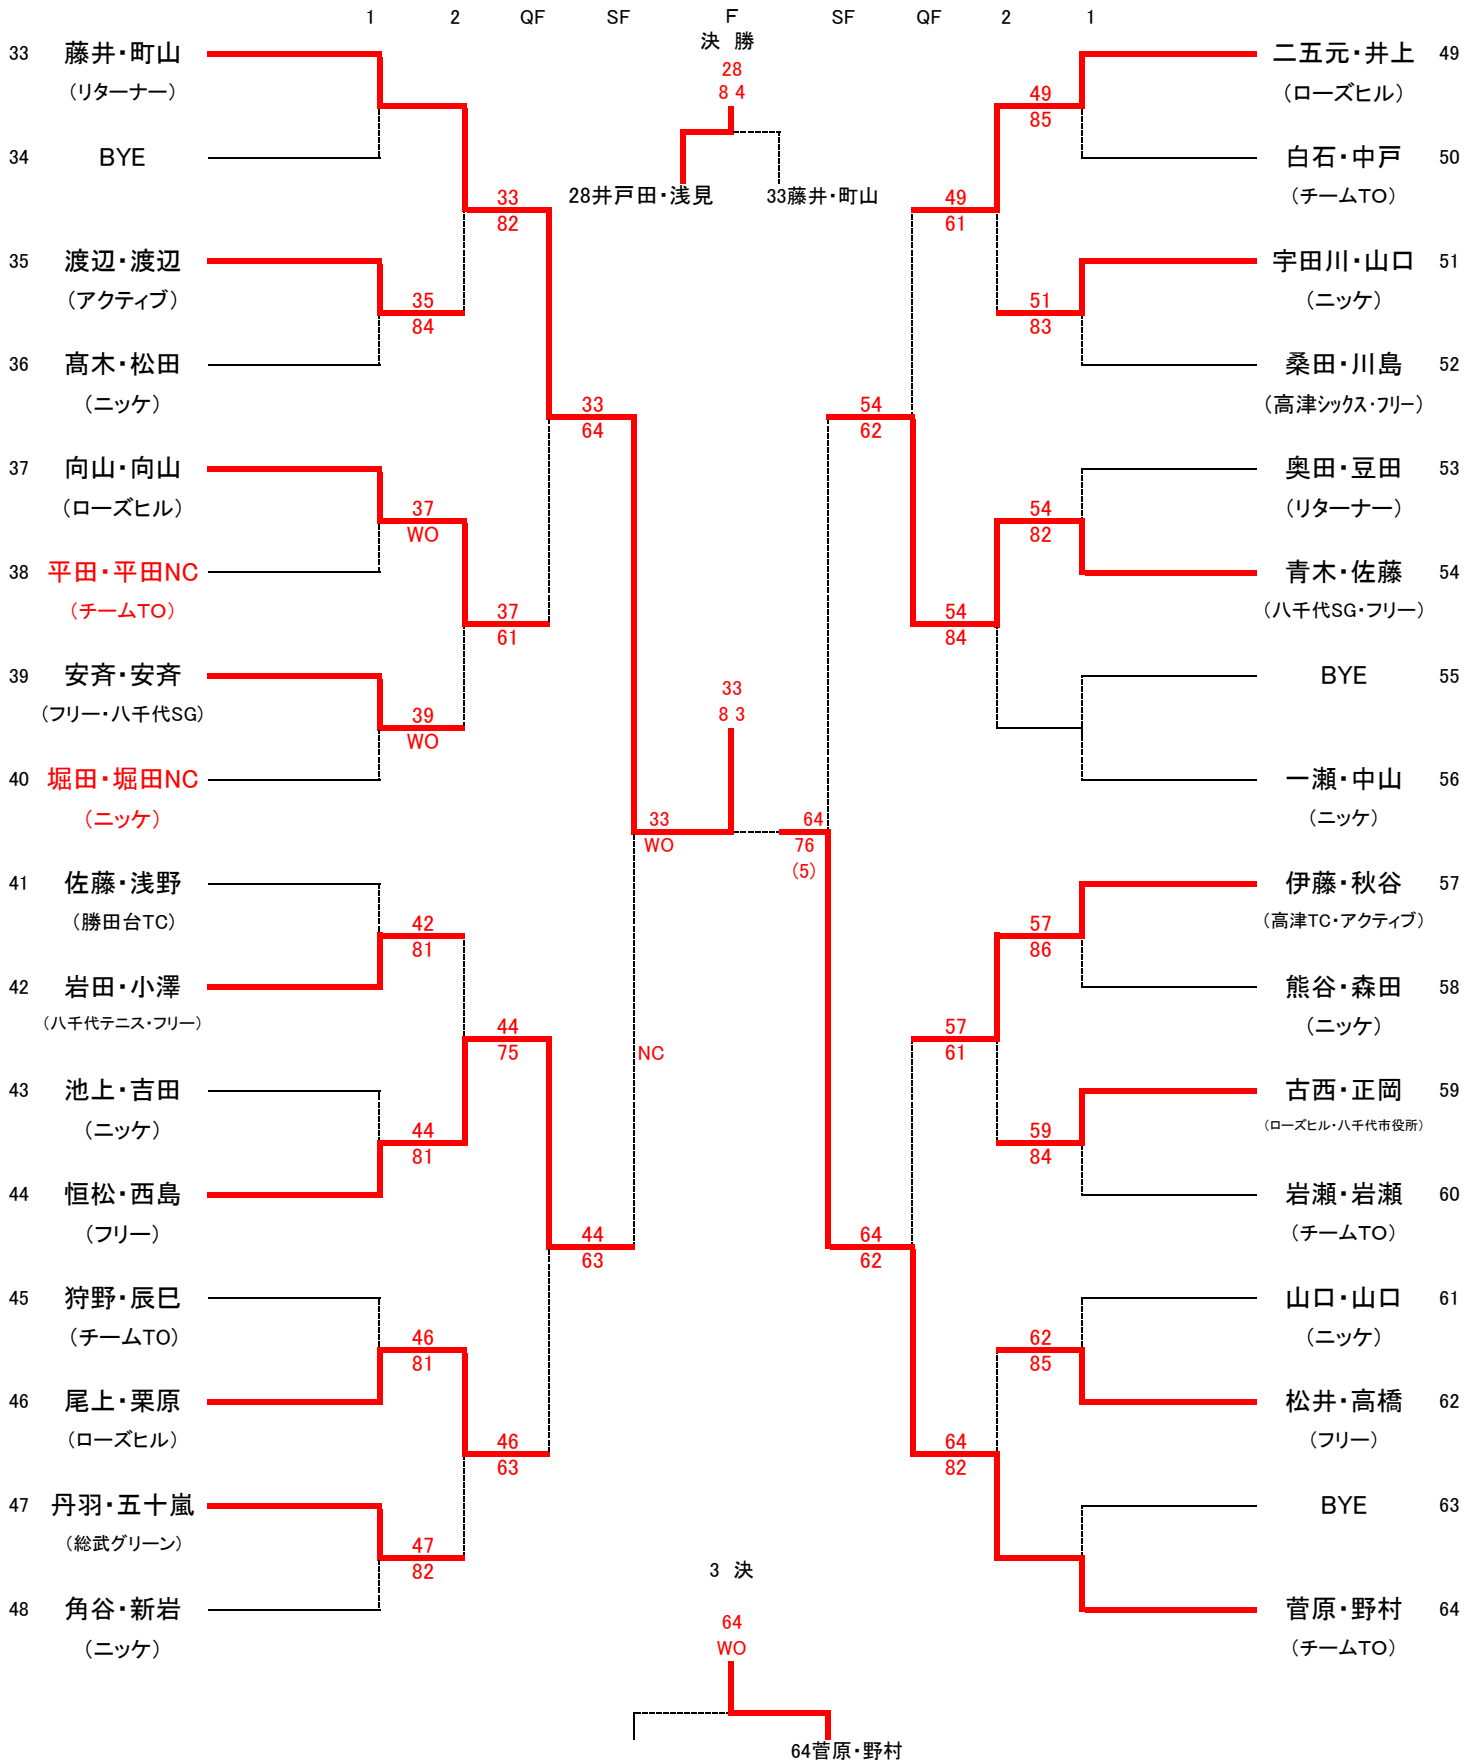 1 2 QF SF F SF QF 2 1
決 勝
28
8 4
28井戸田・浅見 33藤井・町山
33 藤井・町山
（リターナー）
34 BYE
33
82
35 渡辺・渡辺
（アクティブ）
35
84
36 髙木・松田
（ニッケ）
33
64
37 向山・向山
（ローズヒル）
37
WO
38 平田・平田NC
（チームTO）
37
61
39 安斉・安斉
（フリー・八千代SG）
39
WO
40 堀田・堀田NC
（ニッケ）
33
WO
41 佐藤・浅野
（勝田台TC）
42
81
42 岩田・小澤
（八千代テニス・フリー）
44
75
NC
43 池上・吉田
（ニッケ）
44
81
44 恒松・西島
（フリー）
44
63
45 狩野・辰巳
（チームTO）
46
81
46 尾上・栗原
（ローズヒル）
46
63
47 丹羽・五十嵐
（総武グリーン）
47
82
48 角谷・新岩
（ニッケ）
33
8 3
二五元・井上 49
（ローズヒル）
49
85
白石・中戸 50
（チームTO）
49
61
宇田川・山口 51
（ニッケ）
51
83
桑田・川島 52
（高津シックス・フリー）
54
62
奥田・豆田 53
（リターナー）
54
82
青木・佐藤 54
（八千代SG・フリー）
54
84
BYE 55
一瀬・中山 56
（ニッケ）
64
76
(5)
伊藤・秋谷 57
（高津TC・アクティブ）
57
86
熊谷・森田 58
（ニッケ）
57
61
古西・正岡 59
（ローズヒル・八千代市役所）
59
84
岩瀬・岩瀬 60
（チームTO）
64
62
山口・山口 61
（ニッケ）
62
85
松井・高橋 62
（フリー）
64
82
BYE 63
菅原・野村 64
（チームTO）
3 決
64
WO
64菅原・野村